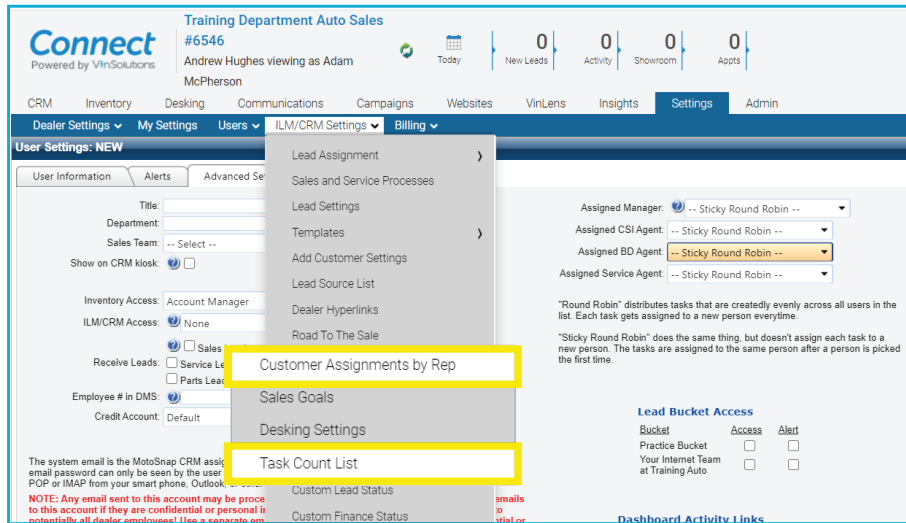 Connect
Powered by VinSolutions
Training Department Auto Sales
#6546
Andrew Hughes viewing as Adam
McPherson
Today
0
New Leads
0
Activity
0
Showroom
0
Appts
CRM Inventory Desking Communications Campaigns Websites VinLens Insights Settings Admin
Dealer Settings My Settings Users ILM/CRM Settings Billing
User Settings: NEW
User Information Alerts Advanced Se
Title:
Department:
Sales Team: -- Select --
Show on CRM kiosk:
Inventory Access: Account Manager
ILM/CRM Access: None
Sales
Receive Leads: Service Le
Parts Lea
Employee # in DMS:
Credit Account: Default
The system email is the MotoSnap CRM assig
email password can only be seen by the user
POP or IMAP from your smart phone, Outlook,
NOTE: Any email sent to this account may be proce
emails
to this account if they are confidential or personal in
to
potentially all dealer employees! Use a separate em
ntial or
Lead Assignment
Sales and Service Processes
Lead Settings
Templates
Add Customer Settings
Lead Source List
Dealer Hyperlinks
Road To The Sale
Customer Assignments by Rep
Sales Goals
Desking Settings
Task Count List
Custom Lead Status
Custom Finance Status
Assigned Manager: -- Sticky Round Robin --
Assigned CSI Agent: -- Sticky Round Robin --
Assigned BD Agent: -- Sticky Round Robin --
Assigned Service Agent: -- Sticky Round Robin --
"Round Robin" distributes tasks that are createdly evenly across all users in the
list. Each task gets assigned to a new person everytime.
"Sticky Round Robin" does the same thing, but doesn't assign each task to a
new person. The tasks are assigned to the same person after a person is picked
the first time.
Lead Bucket Access
Bucket Access Alert
Practice Bucket
Your Internet Team
at Training Auto
Dashboard Activity Links